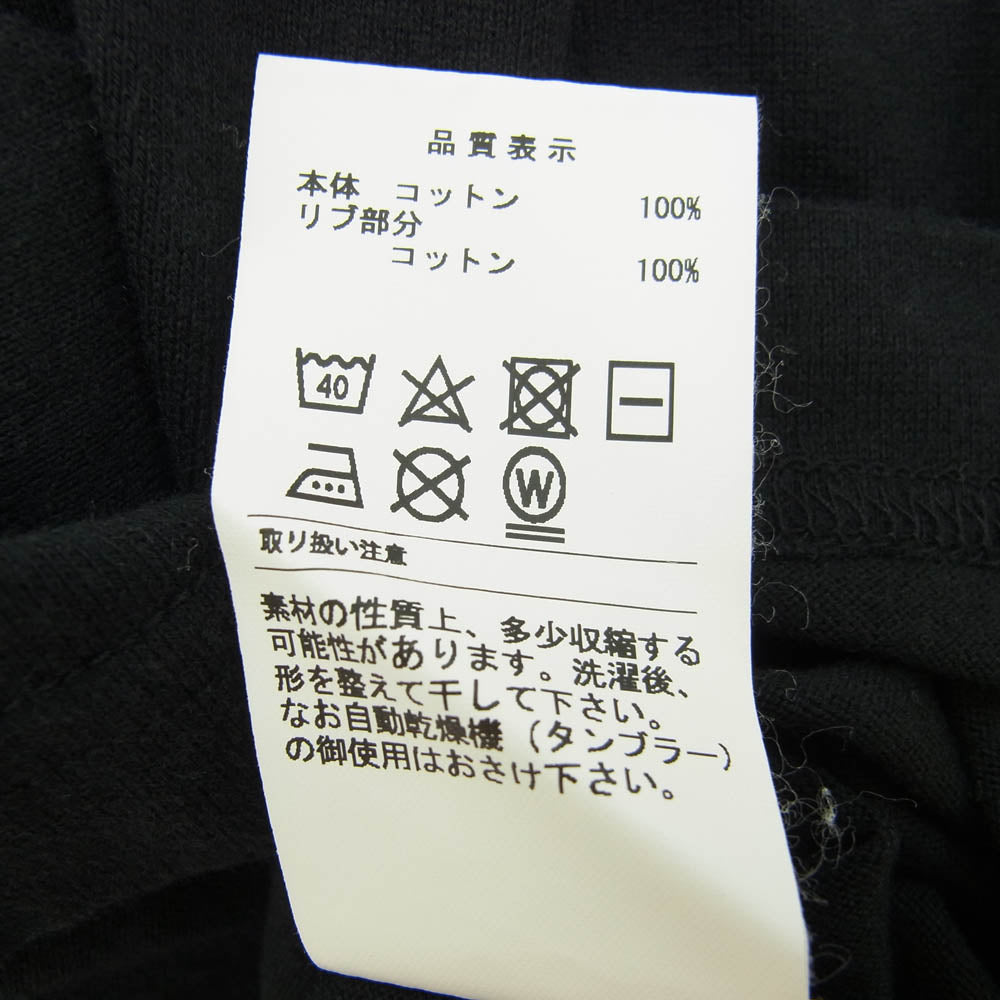 品質表示
本体 コットン 100%
リブ部分
コットン 100%
40
W
取り扱い注意
素材の性質上、多少収縮する
可能性があります。洗濯後、
形を整えて干して下さい。
なお自動乾燥機(タンブラー)
の御使用はおさけ下さい。